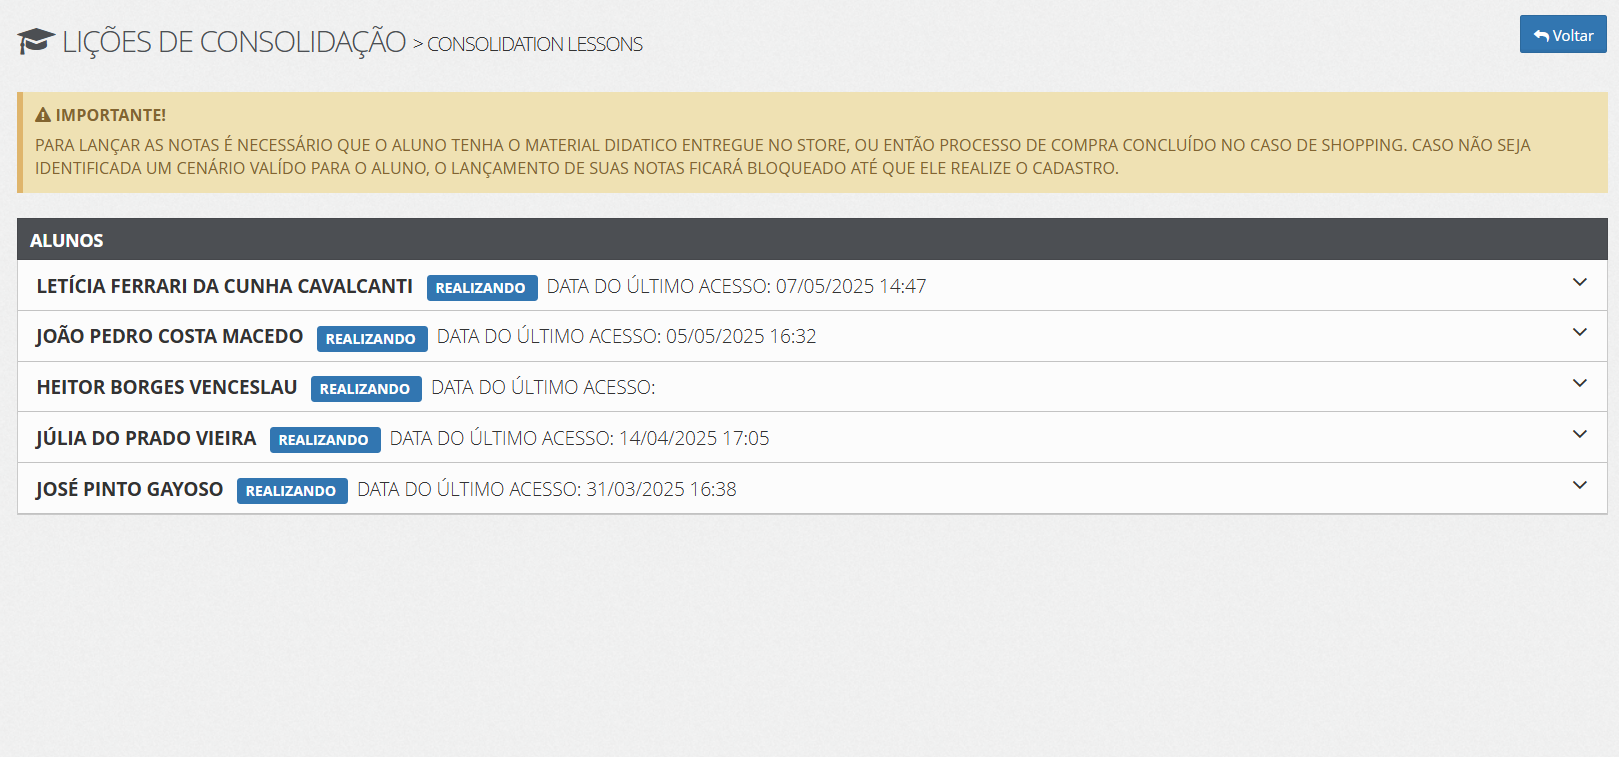 LIÇÕES DE CONSOLIDAÇÃO > CONSOLIDATION LESSONS
Voltar
IMPORTANTE!
PARA LANÇAR AS NOTAS É NECESSÁRIO QUE O ALUNO TENHA O MATERIAL DIDATICO ENTREGUE NO STORE, OU ENTÃO PROCESSO DE COMPRA CONCLUÍDO NO CASO DE SHOPPING. CASO NÃO SEJA
IDENTIFICADA UM CENÁRIO VALÍDO PARA O ALUNO, O LANÇAMENTO DE SUAS NOTAS FICARÁ BLOQUEADO ATÉ QUE ELE REALIZE O CADASTRO.
ALUNOS
LETÍCIA FERRARI DA CUNHA CAVALCANTI REALIZANDO DATA DO ÚLTIMO ACESSO: 07/05/2025 14:47
JOÃO PEDRO COSTA MACEDO REALIZANDO DATA DO ÚLTIMO ACESSO: 05/05/2025 16:32
HEITOR BORGES VENCESLAU REALIZANDO DATA DO ÚLTIMO ACESSO:
JÚLIA DO PRADO VIEIRA REALIZANDO DATA DO ÚLTIMO ACESSO: 14/04/2025 17:05
JOSÉ PINTO GAYOSO REALIZANDO DATA DO ÚLTIMO ACESSO: 31/03/2025 16:38